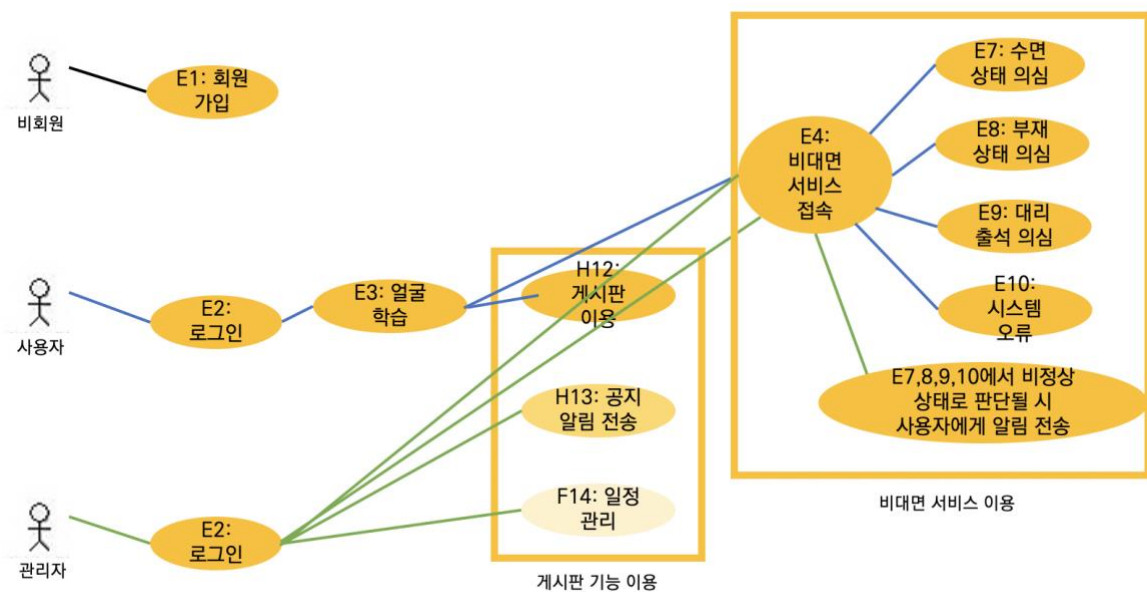 비회원
E1: 회원
가입
사용자
E2:
로그인
E3: 얼굴
학습
관리자
E2:
로그인
H12:
게시판
이용
H13: 공지
알림 전송
F14: 일정
관리
게시판 기능 이용
E4:
비대면
서비스
접속
E7: 수면
상태 의심
E8: 부재
상태 의심
E9: 대리
출석 의심
E10:
시스템
오류
E7,8,9,10에서 비정상
상태로 판단될 시
사용자에게 알림 전송
비대면 서비스 이용